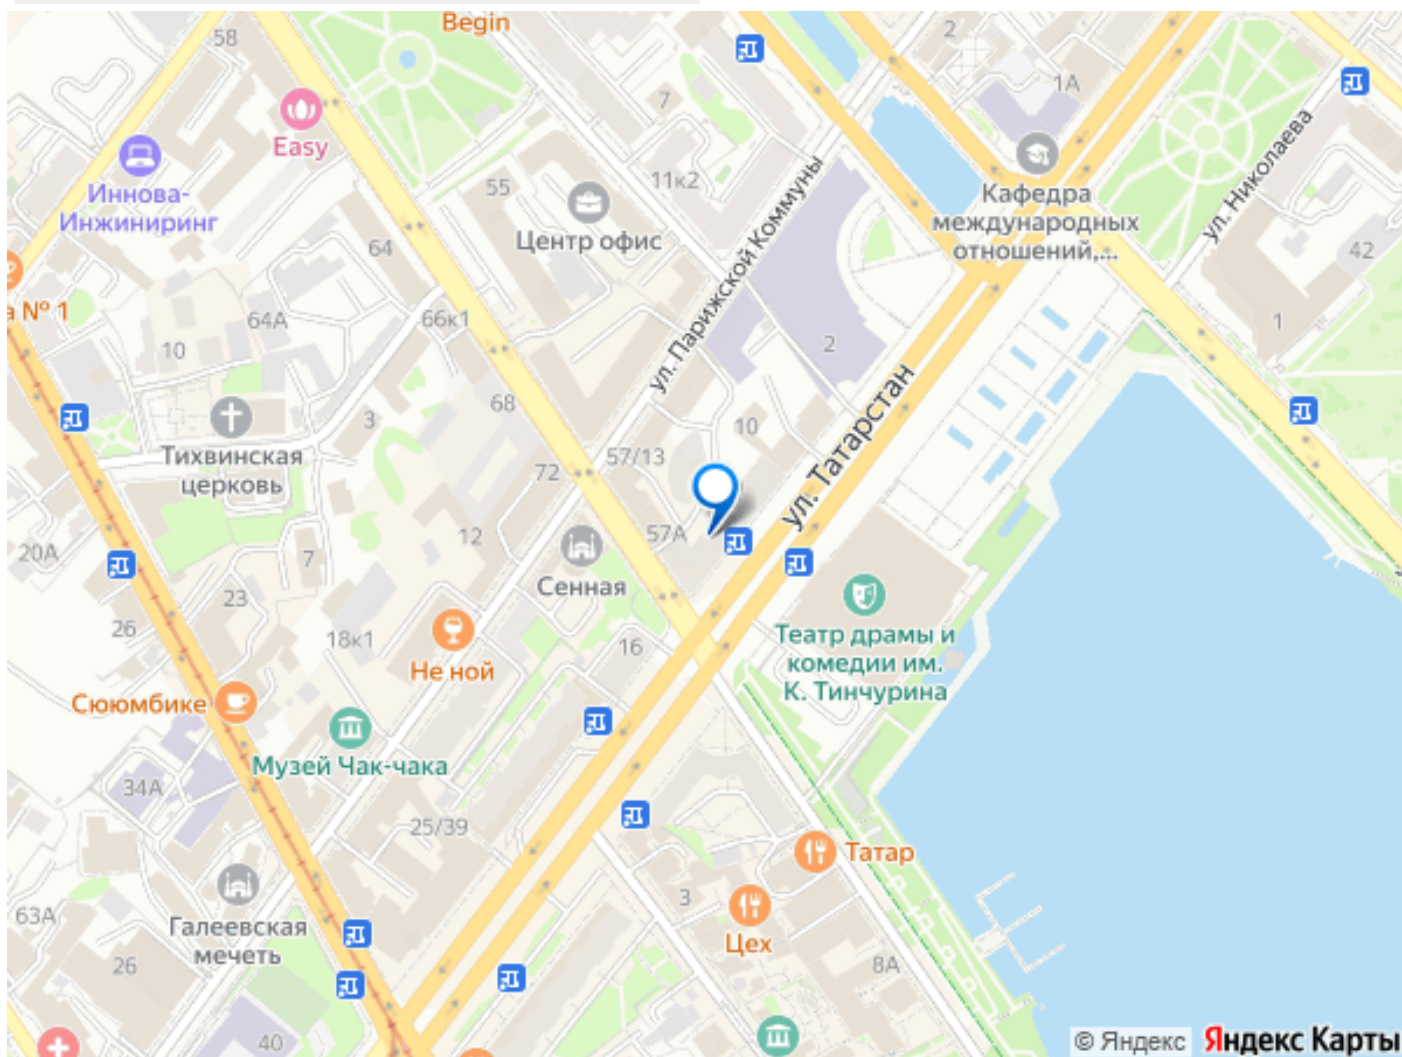 Begin
58
2
7
1А
Easy
ул. Николаева
Иннова-
Инжиниринг
55
11к2
Кафедра
международных
отношений,...
Центр офис
64
ул. Парижской Коммуны
42
а № 1
64А
66к1
10
2
1
68
3
10
ул. Татарстан
Тихвинская
церковь
57/13
72
12
57А
20А
7
Сенная
23
26
18к1
16
Театр драмы и
комедии им.
К. Тинчурина
Не ной
Сююмбике
Музей Чак-чака
34А
25/39
Татар
3
63А
Цех
Галеевская
мечеть
26
8А
40
© Яндекс
Яндекс Карты